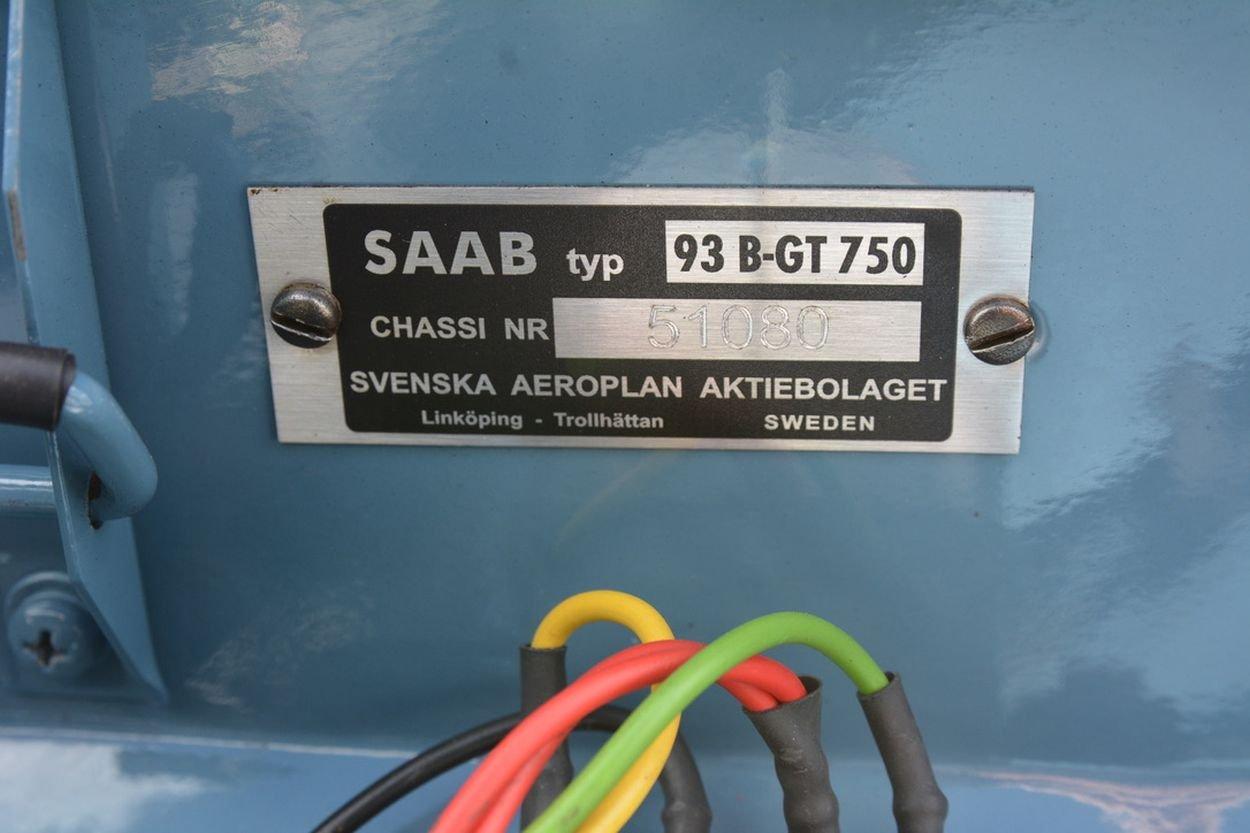 SAAB typ 93 B-GT 750
CHASSI NR 51080
SVENSKA AEROPLAN AKTIEBOLAGET
Linköping - Trollhättan SWEDEN